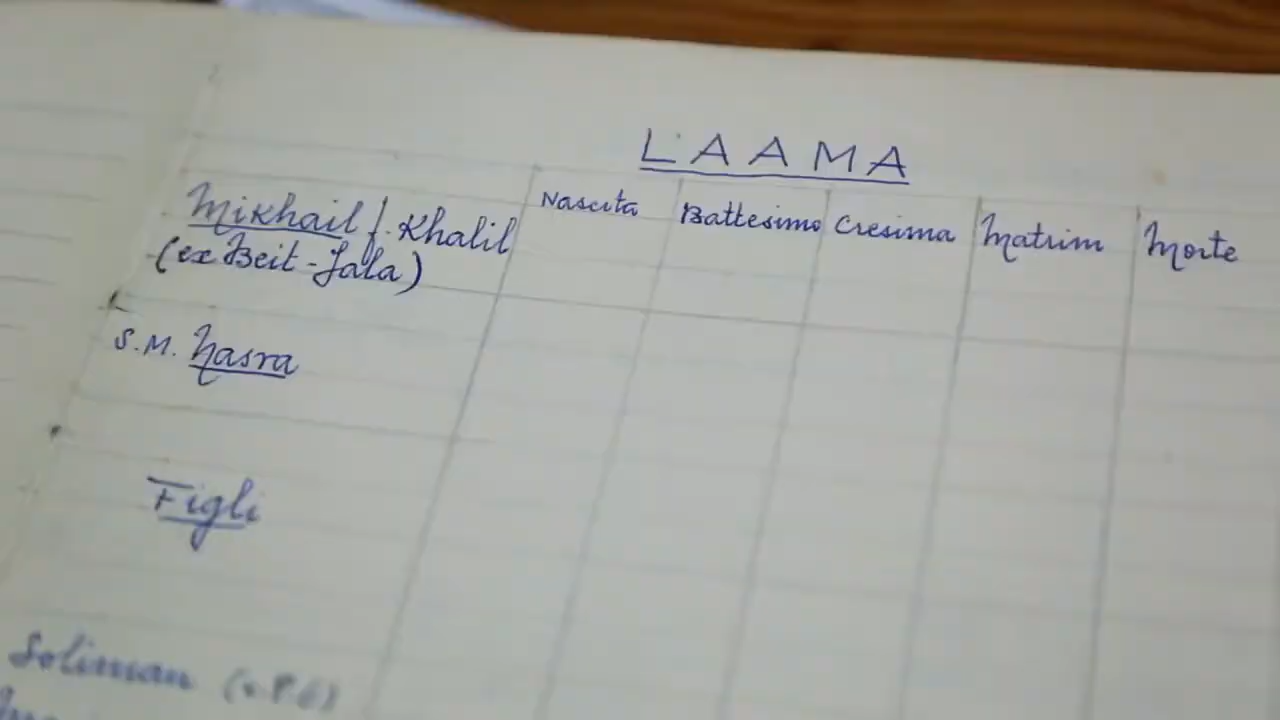 LAAMA
Nascita Battesimo Cresima Matrim Morte
Mikhail f. Khalil
(ex Beit-Jala)
S.M. Nasra
Figli
Soliman